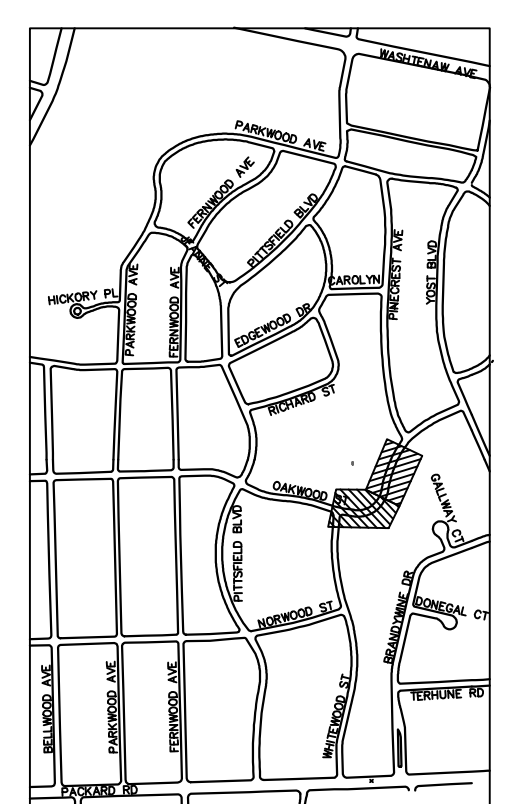 WASHTENAW AVE
PARKWOOD AVE
FERNWOOD AVE
PITTSFIELD BLVD
JEANNE ST
CAROLYN
PINECREST AVE
YOST BLVD
HICKORY PL
PARKWOOD AVE
FERNWOOD AVE
EDGEWOOD DR
RICHARD ST
OAKWOOD ST
GALLWAY CT
PITTSFIELD BLVD
BRANDYWINE DR
DONEGAL CT
NORWOOD ST
BELLWOOD AVE
PARKWOOD AVE
FERNWOOD AVE
WHITEWOOD ST
TERHUNE RD
PACKARD RD